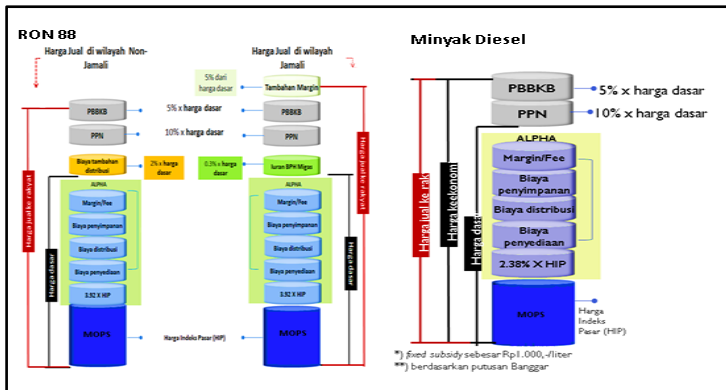 RON 88
Harga Jual di wilayah Non-
Jamali
PBBKB
5% x harga dasar
PPN
10% x harga dasar
Biaya tambahan
distribusi
2% x harga
dasar
ALPHA
Margin/Fee
Biaya penyimpanan
Biaya distribusi
Biaya penyediaan
3.92 X HIP
MOPS
Harga jual ke rakyat
Harga dasar
Harga Indeks Pasar (HIP)
Harga Jual di wilayah
Jamali
5% dari
harga dasar
Tambahan Margin
PBBKB
PPN
0.3% x harga
dasar
Iuran BPH Migas
ALPHA
Margin/Fee
Biaya penyimpanan
Biaya distribusi
Biaya penyediaan
3.92 X HIP
MOPS
Harga jual ke rakyat
Harga dasar
Minyak Diesel
PBBKB
5% x harga dasar
PPN
10% x harga dasar
ALPHA
Margin/Fee
Biaya
penyimpanan
Biaya distribusi
Biaya
penyediaan
2.38% X HIP
MOPS
Harga jual ke rak
Harga keekonom
Harga dasa
Harga
Indeks
Pasar (HIP)
*) fixed subsidy sebesar Rp1.000,-/liter
**) berdasarkan putusan Banggar